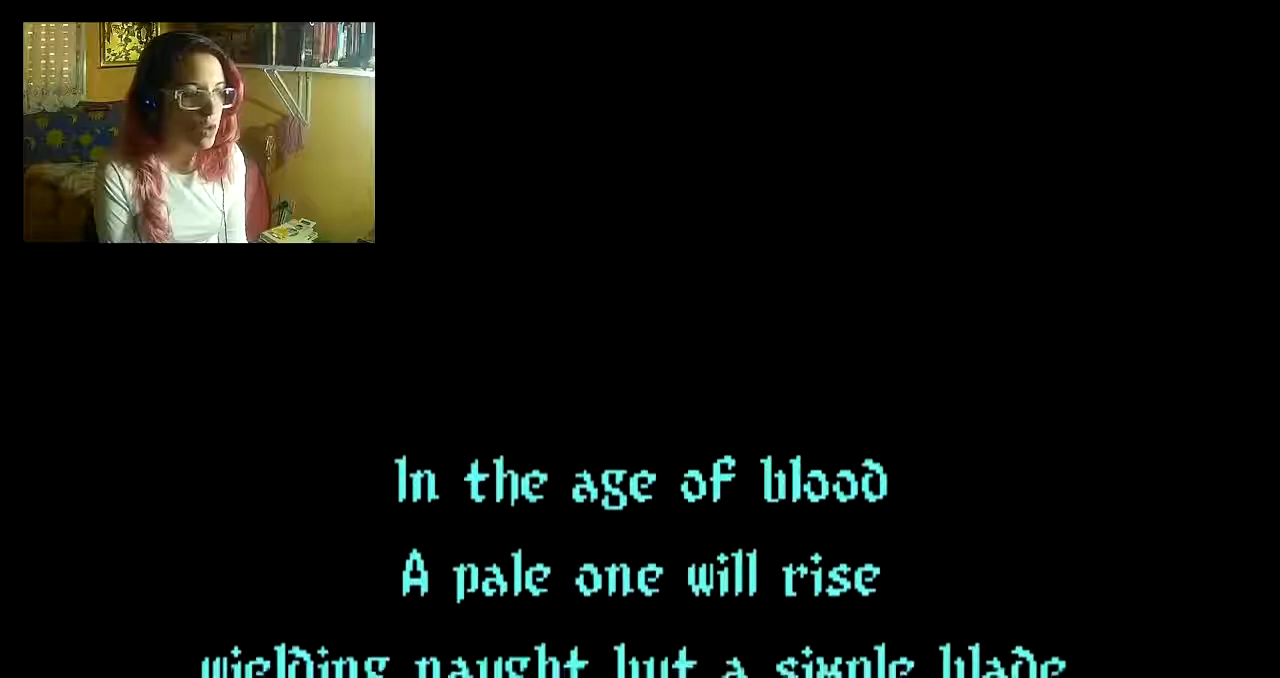 In the age of blood
A pale one will rise
wielding naught but a simple blade